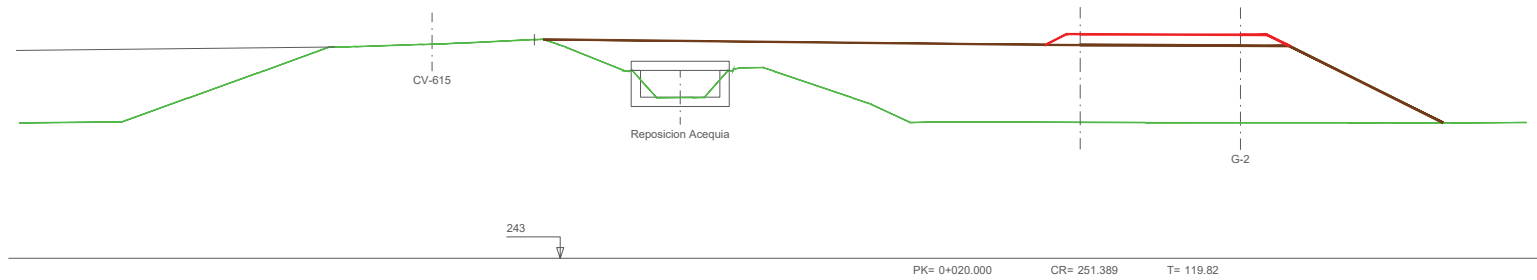 CV-615
Reposicion Acequia
G-2
243
PK= 0+020.000 CR= 251.389 T= 119.82